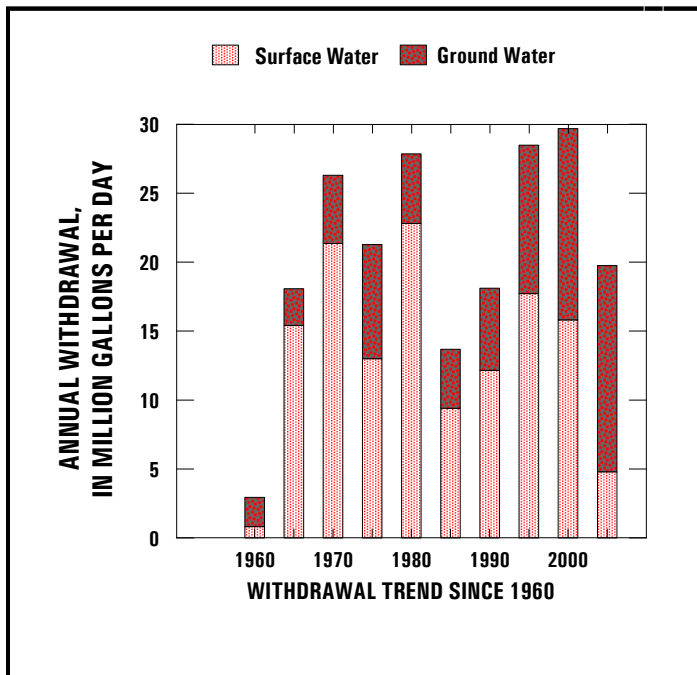 Surface Water
Ground Water
ANNUAL WITHDRAWAL,
IN MILLION GALLONS PER DAY
30
25
20
15
10
5
0
1960 1970 1980 1990 2000
WITHDRAWAL TREND SINCE 1960